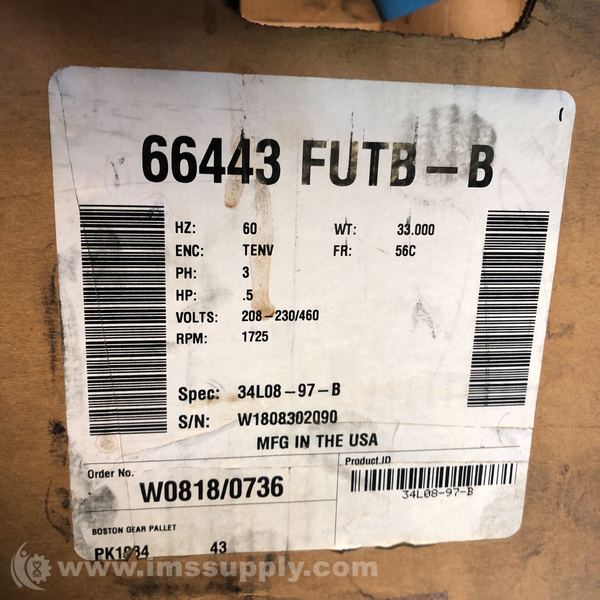 66443 FUTB-B
HZ: 60 WT: 33.000
ENC: TENV FR: 56C
PH: 3
HP: .5
VOLTS: 208-230/460
RPM: 1725
Spec: 34L08-97-B
S/N: W1808302090
MFG IN THE USA
Order No. Product ID
W0818/0736
34L08-97-B
BOSTON GEAR PALLET
43
www.imssupply.com